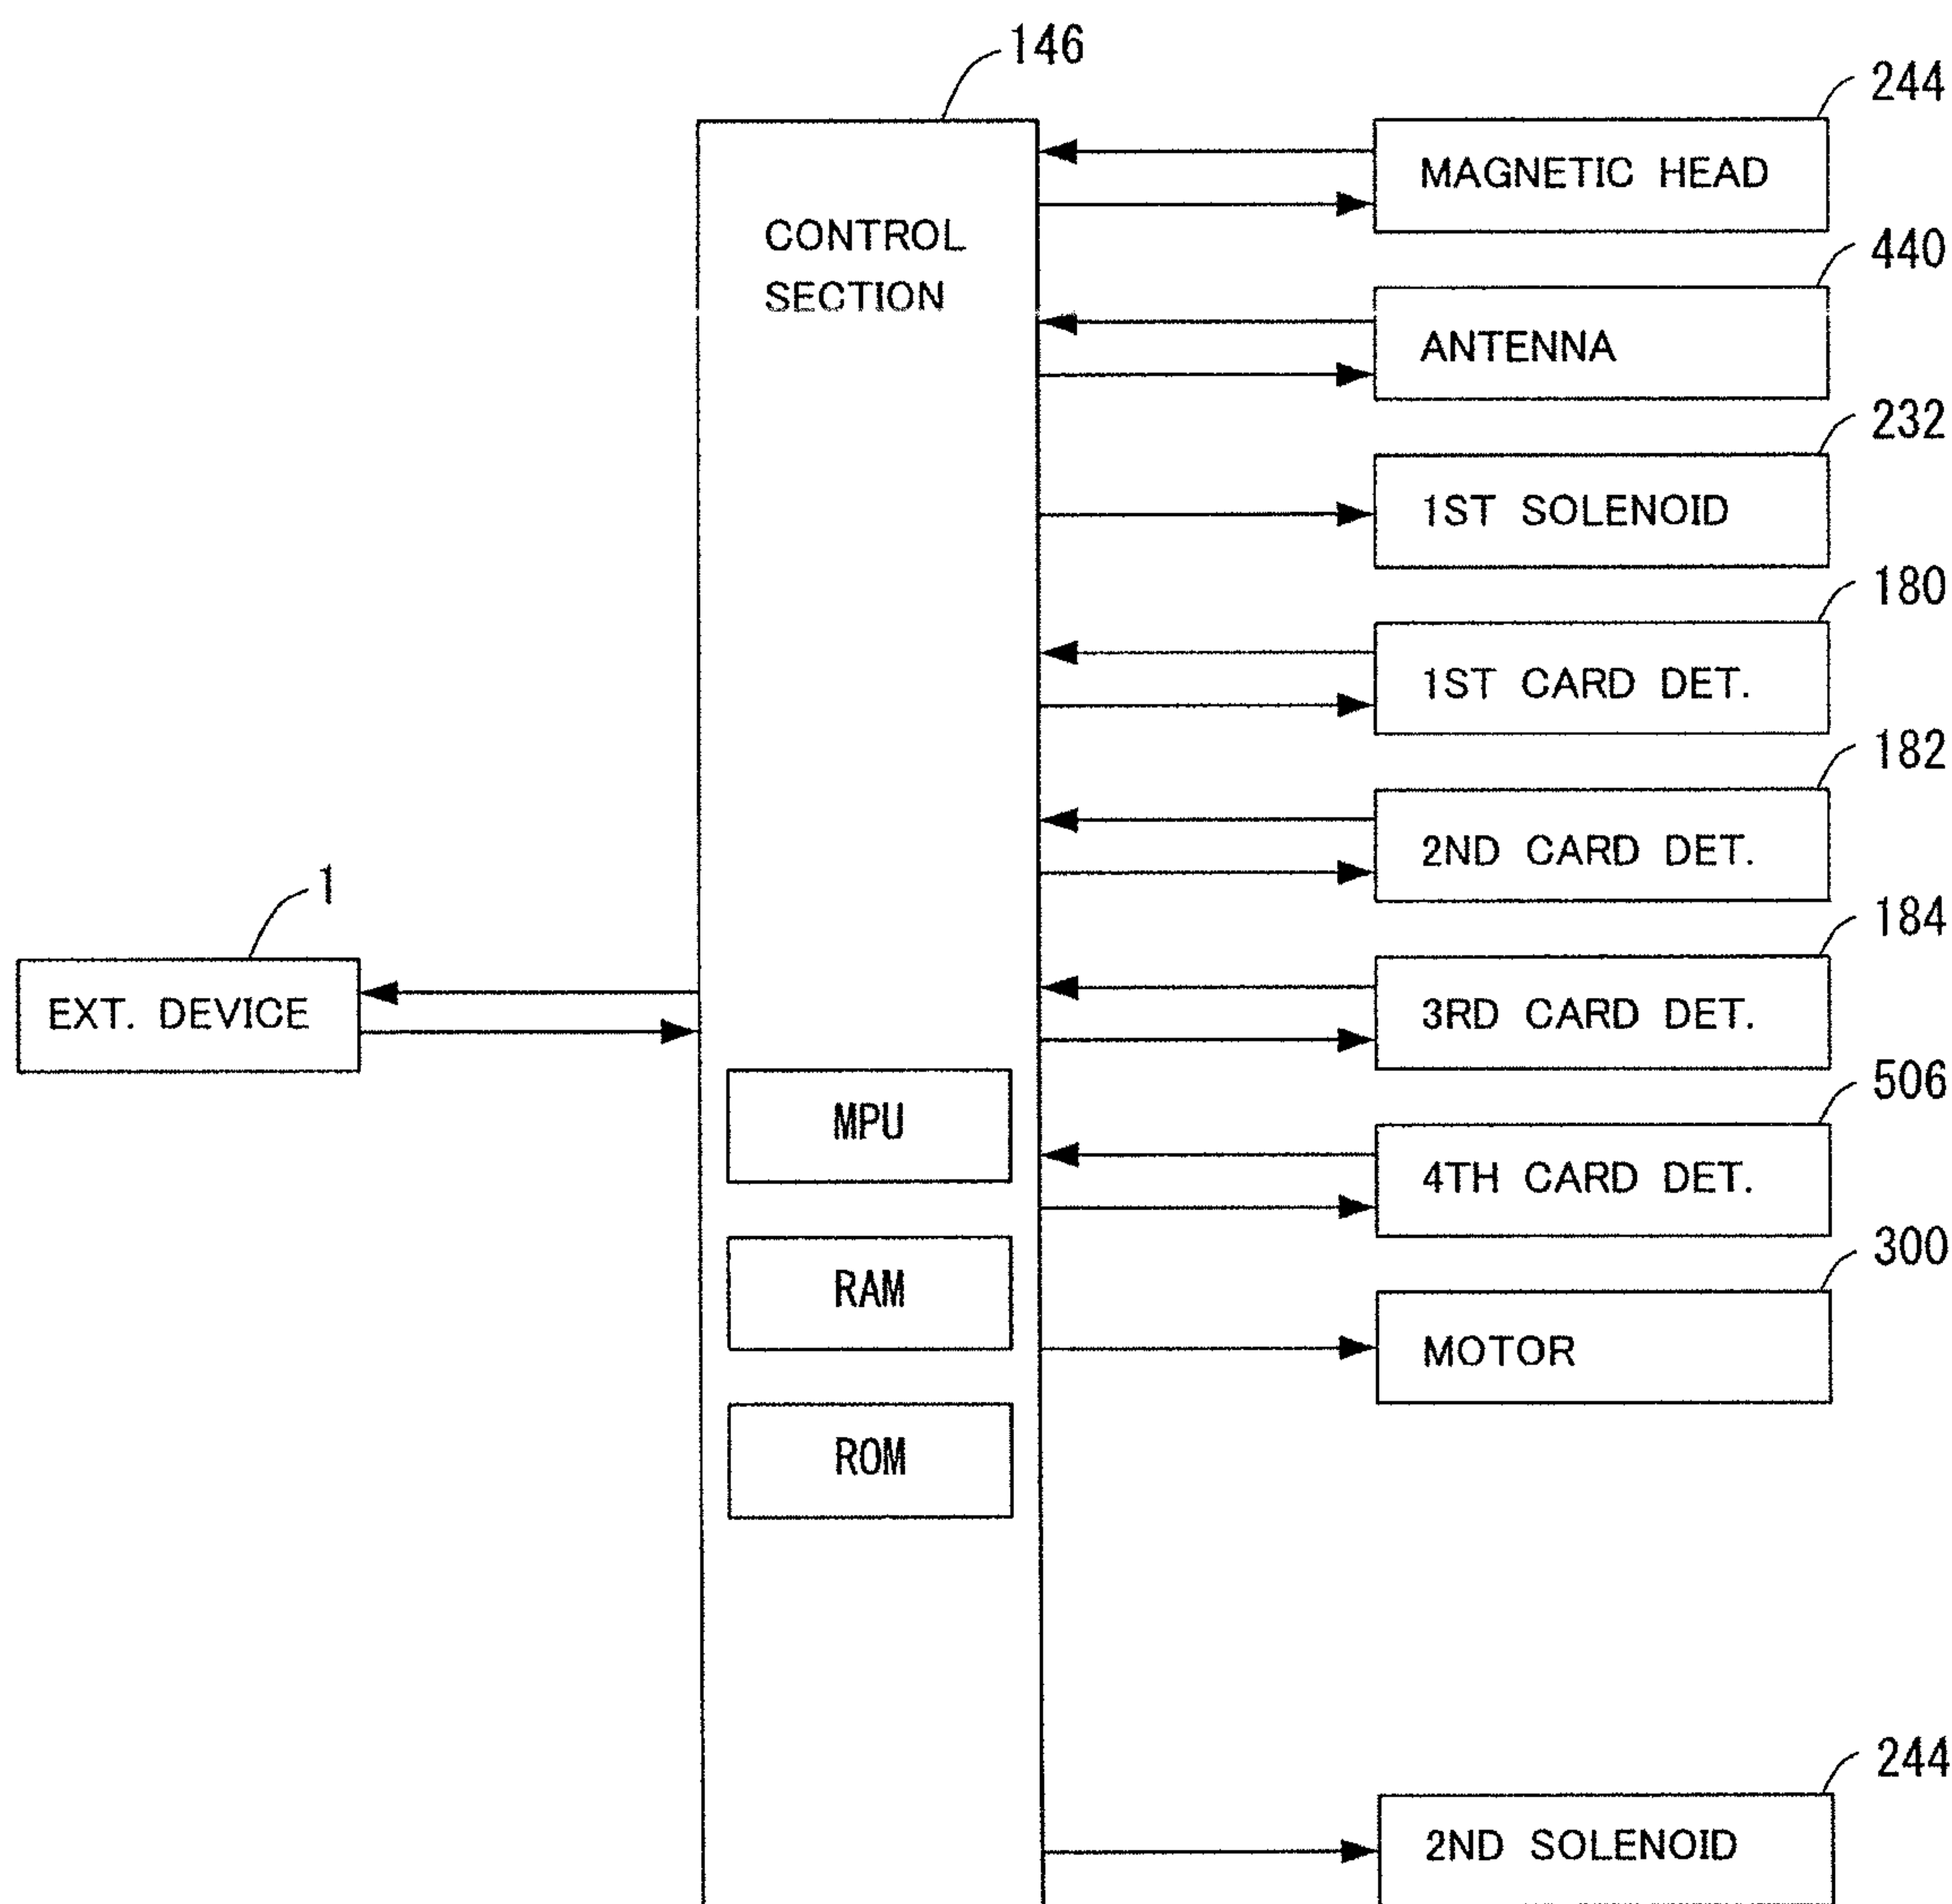 146
244
MAGNETIC HEAD
CONTROL
SECTION
440
ANTENNA
232
1ST SOLENOID
180
1ST CARD DET.
182
2ND CARD DET.
1
184
EXT. DEVICE
3RD CARD DET.
506
MPU
4TH CARD DET.
300
RAM
MOTOR
ROM
244
2ND SOLENOID